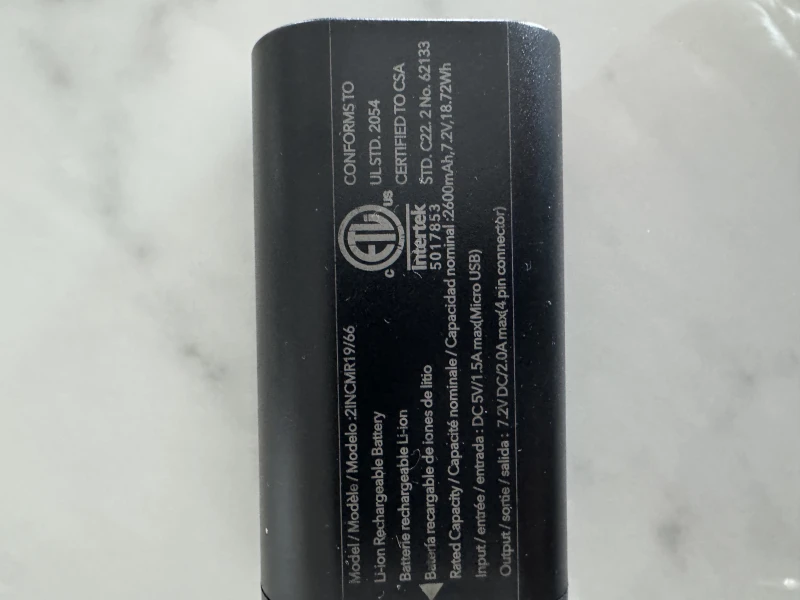 Model / Modèle / Modelo :2INCMR19/66
Li-ion Rechargeable Battery
Batterie rechargeable Li-ion
Batería recargable de iones de litio
Rated Capacity / Capacité nominale / Capacidad nominal :2600mAh,7.2V,18.72Wh
Input / entrée / entrada : DC 5V/1.5A max(Micro USB)
Output / sortie / salida : 7.2V DC/2.0A max(4 pin connector)
ETL
C US
Intertek
5017853
CONFORMS TO
UL STD. 2054
CERTIFIED TO CSA
STD. C22. 2 No. 62133